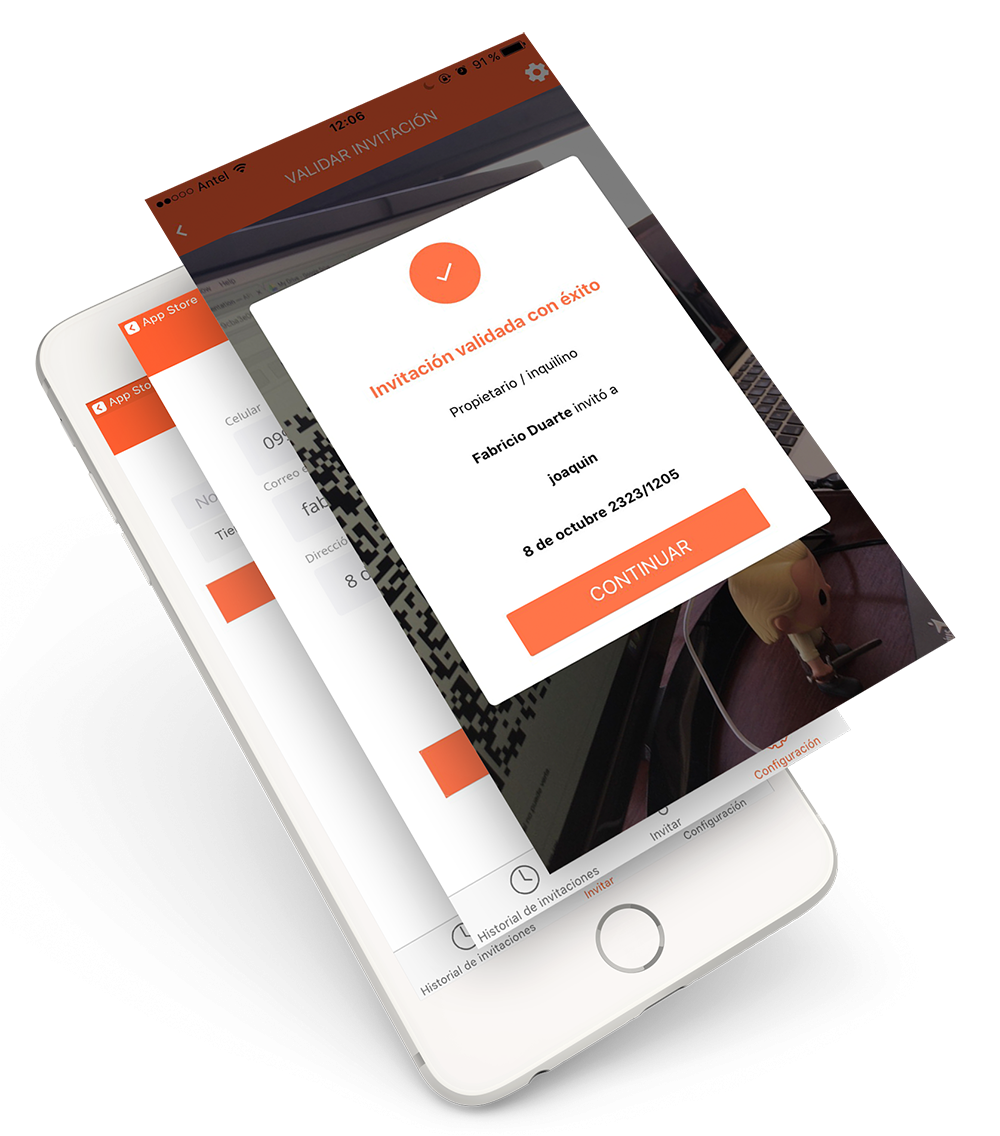 Antel 12:06 91 %
VALIDAR INVITACIÓN
Invitación validada con éxito
Propietario / inquilino
Fabricio Duarte invitó a
joaquin
8 de octubre 2323/1205
CONTINUAR
App Store
Celular
099
Correo e
fab
Direcció
8 o
Configuración
Historial de invitaciones
App Sto
No
Tie
Invitar
Configuración
Historial de invitaciones
Invitar
Help